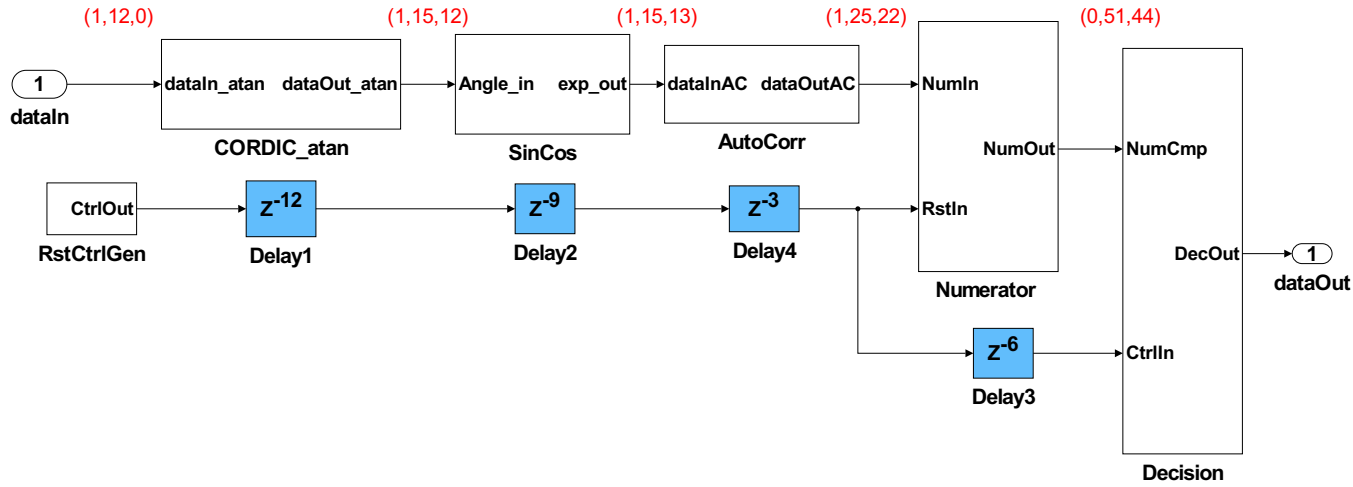 (1,12,0) (1,15,12) (1,15,13) (1,25,22) (0,51,44)
1 dataIn_atan dataOut_atan Angle_in exp_out dataInAC dataOutAC NumIn
dataIn
CORDIC_atan SinCos AutoCorr
NumOut NumCmp
CtrlOut Z-12 Z-9 Z-3 RstIn
RstCtrlGen Delay1 Delay2 Delay4
DecOut 1
Numerator dataOut
Z-6 CtrlIn
Delay3
Decision